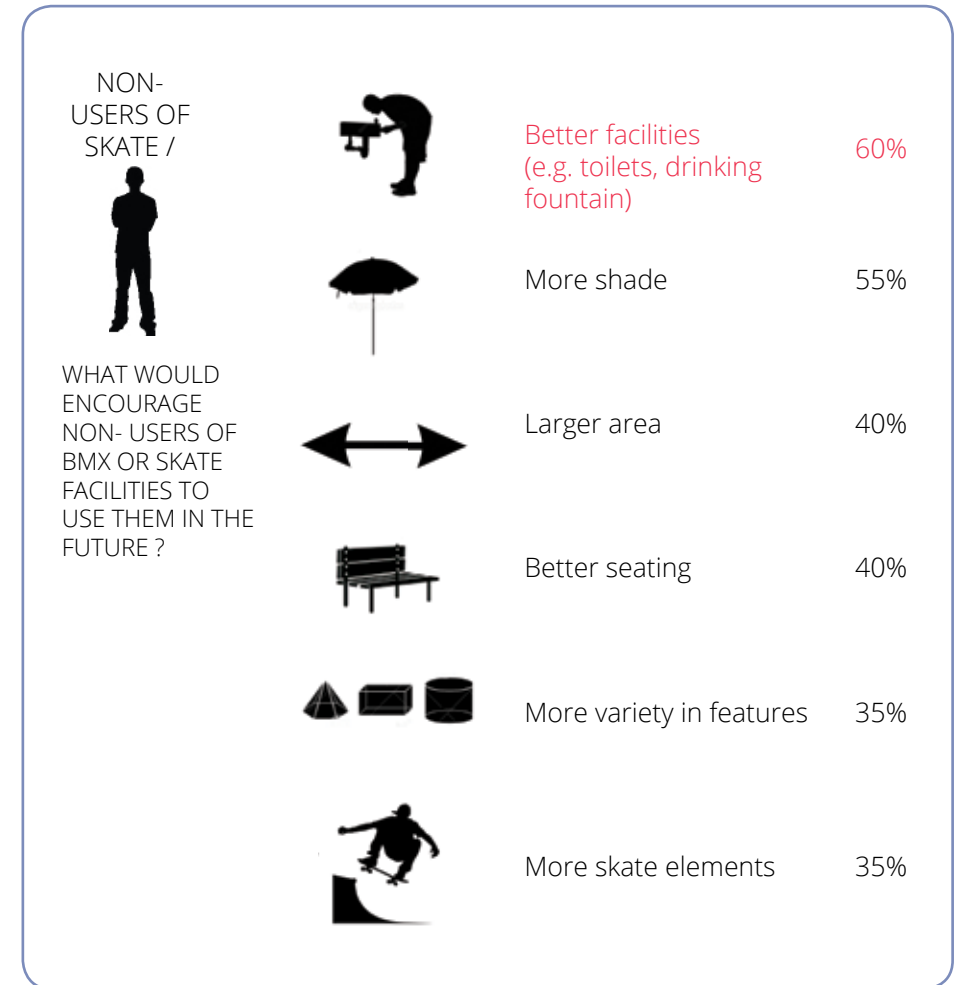 NON-
USERS OF
SKATE /
WHAT WOULD
ENCOURAGE
NON- USERS OF
BMX OR SKATE
FACILITIES TO
USE THEM IN THE
FUTURE ?
Better facilities
(e.g. toilets, drinking
fountain)
60%
More shade 55%
Larger area 40%
Better seating 40%
More variety in features 35%
More skate elements 35%